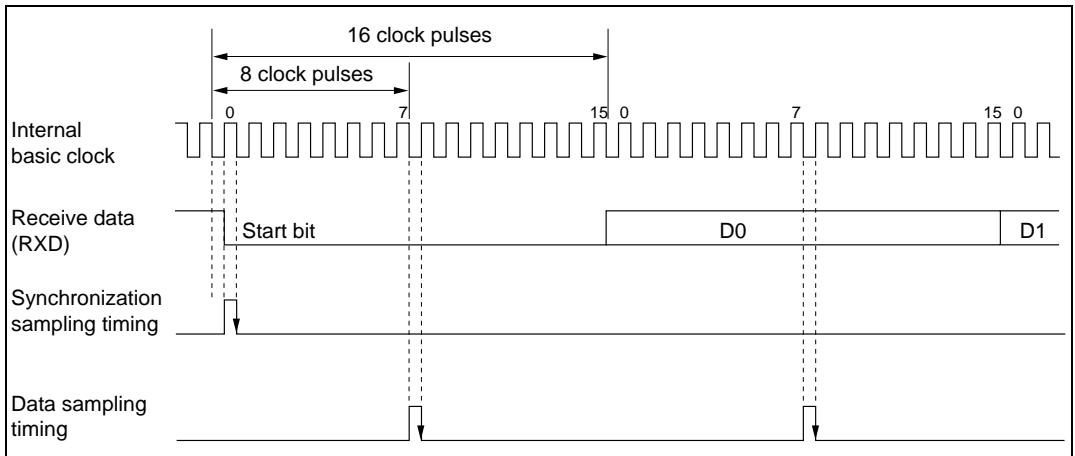 16 clock pulses
8 clock pulses
0 7 15 0 7 15 0
Internal
basic clock
Receive data
(RXD)
Start bit D0 D1
Synchronization
sampling timing
Data sampling
timing